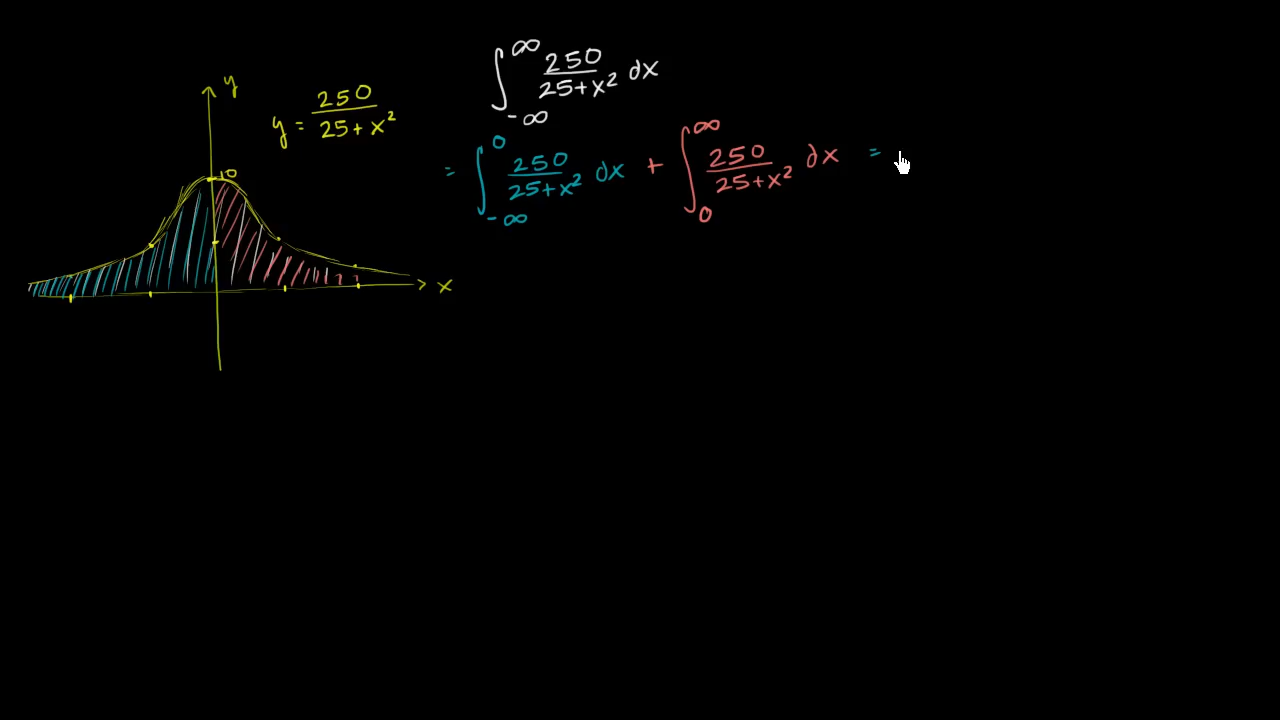 ∫_{-∞}^{∞} 250/(25+x²) dx
y
y = 250/(25+x²)
= ∫_{-∞}^{0} 250/(25+x²) dx + ∫_{0}^{∞} 250/(25+x²) dx =
10
x